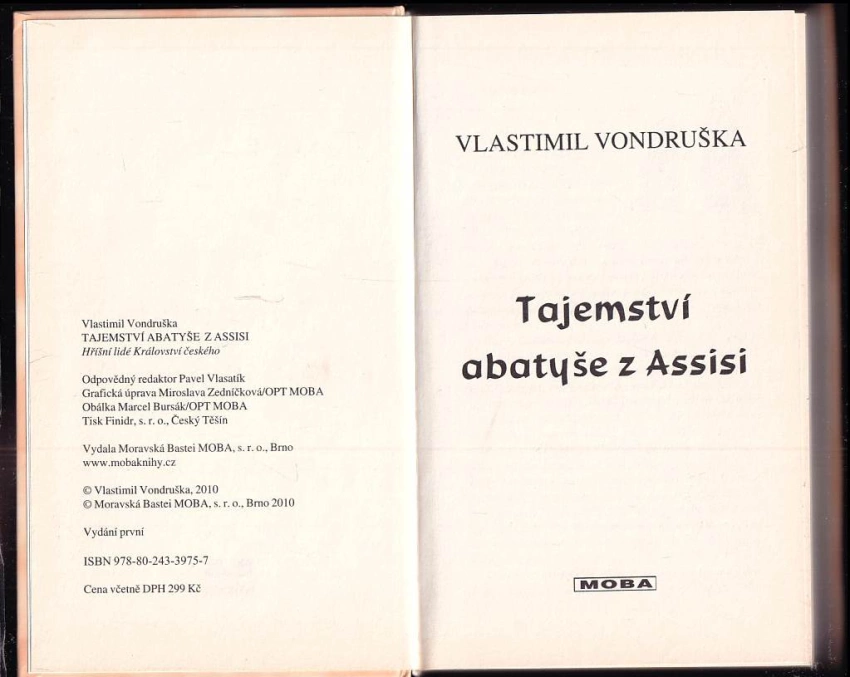 Vlastimil Vondruška
TAJEMSTVÍ ABATYŠE Z ASSISI
Hříšní lidé Království českého
Odpovědný redaktor Pavel Vlasatík
Grafická úprava Miroslava Zedníčková/OPT MOBA
Obálka Marcel Bursák/OPT MOBA
Tisk Finidr, s. r. o., Český Těšín
Vydala Moravská Bastei MOBA, s. r. o., Brno
www.mobaknihy.cz
© Vlastimil Vondruška, 2010
© Moravská Bastei MOBA, s. r. o., Brno 2010
Vydání první
ISBN 978-80-243-3975-7
Cena včetně DPH 299 Kč
VLASTIMIL VONDRUŠKA
Tajemství
abatyše z Assisi
MOBA